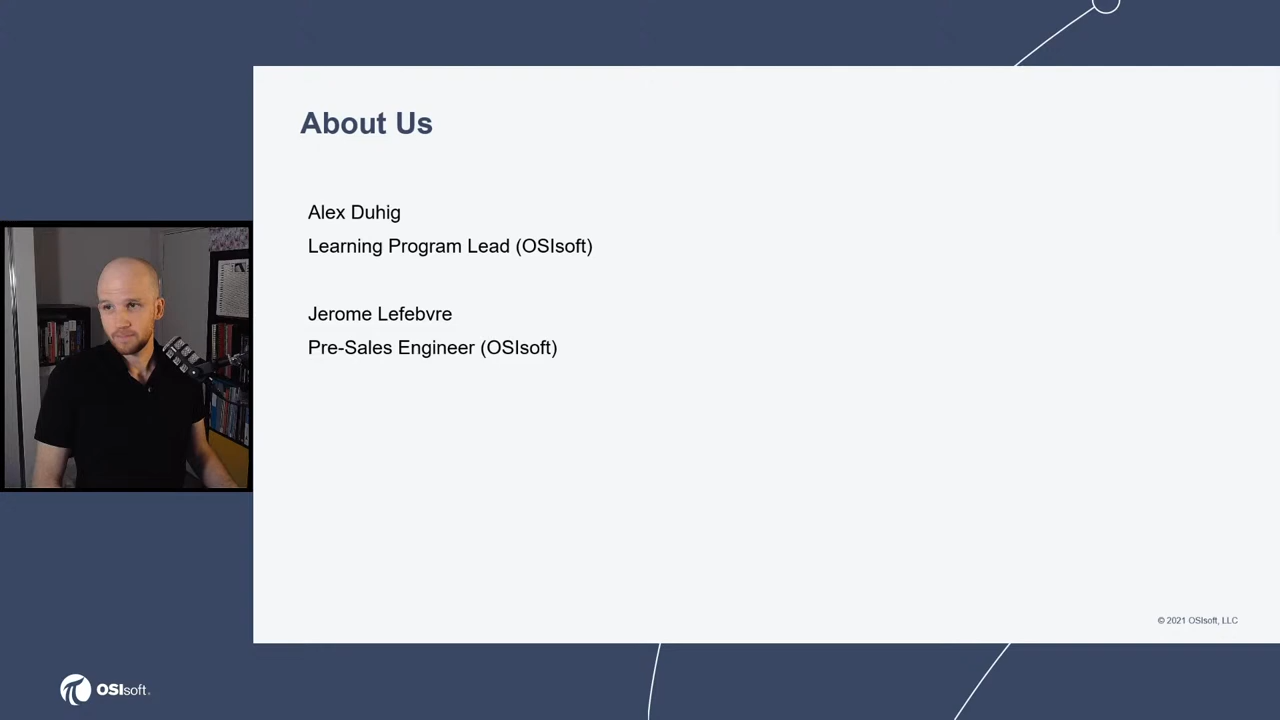 About Us
Alex Duhig
Learning Program Lead (OSIsoft)
Jerome Lefebvre
Pre-Sales Engineer (OSIsoft)
© 2021 OSIsoft, LLC
OSIsoft.